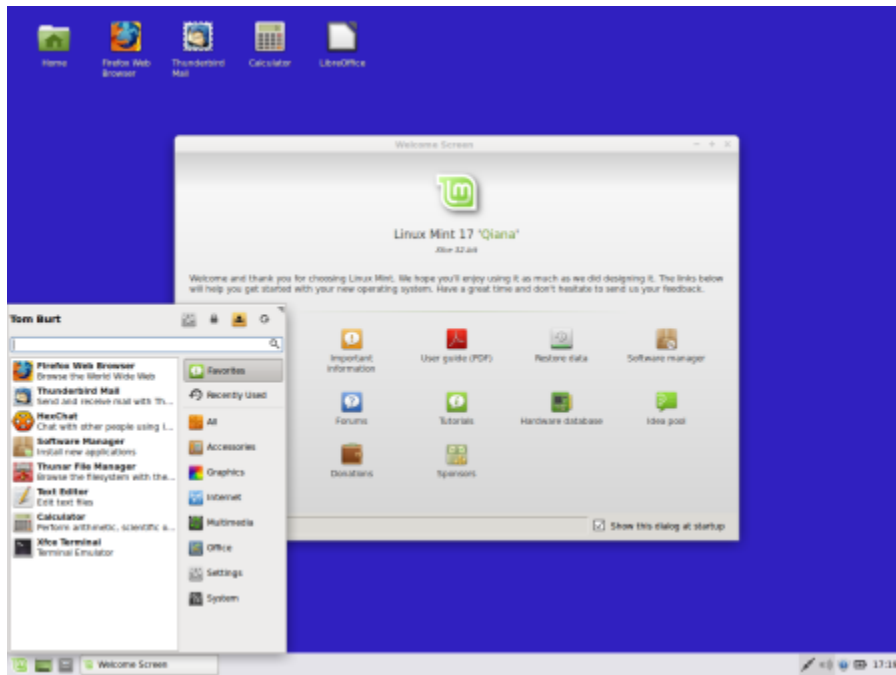 Home
Firefox Web
Browser
Thunderbird
Mail
Calculator
LibreOffice
Welcome Screen
Linux Mint 17 "Qiana"
Xfce 32-bit
Welcome and thank you for choosing Linux Mint. We hope you'll enjoy using it as much as we did designing it. The links below
will help you get started with your new operating system. Have a great time and don't hesitate to send us your feedback.
Important
information
User guide (PDF)
Restore data
Software manager
Forums
Tutorials
Hardware database
Idea pool
Donations
Sponsors
Show this dialog at startup
Tom Burt
Firefox Web Browser
Browse the World Wide Web
Thunderbird Mail
Send and receive mail with Th...
HexChat
Chat with other people using I...
Software Manager
Install new applications
Thunar File Manager
Browse the filesystem with the...
Text Editor
Edit text files
Calculator
Perform arithmetic, scientific a...
Xfce Terminal
Terminal Emulator
Favorites
Recently Used
All
Accessories
Graphics
Internet
Multimedia
Office
Settings
System
Welcome Screen